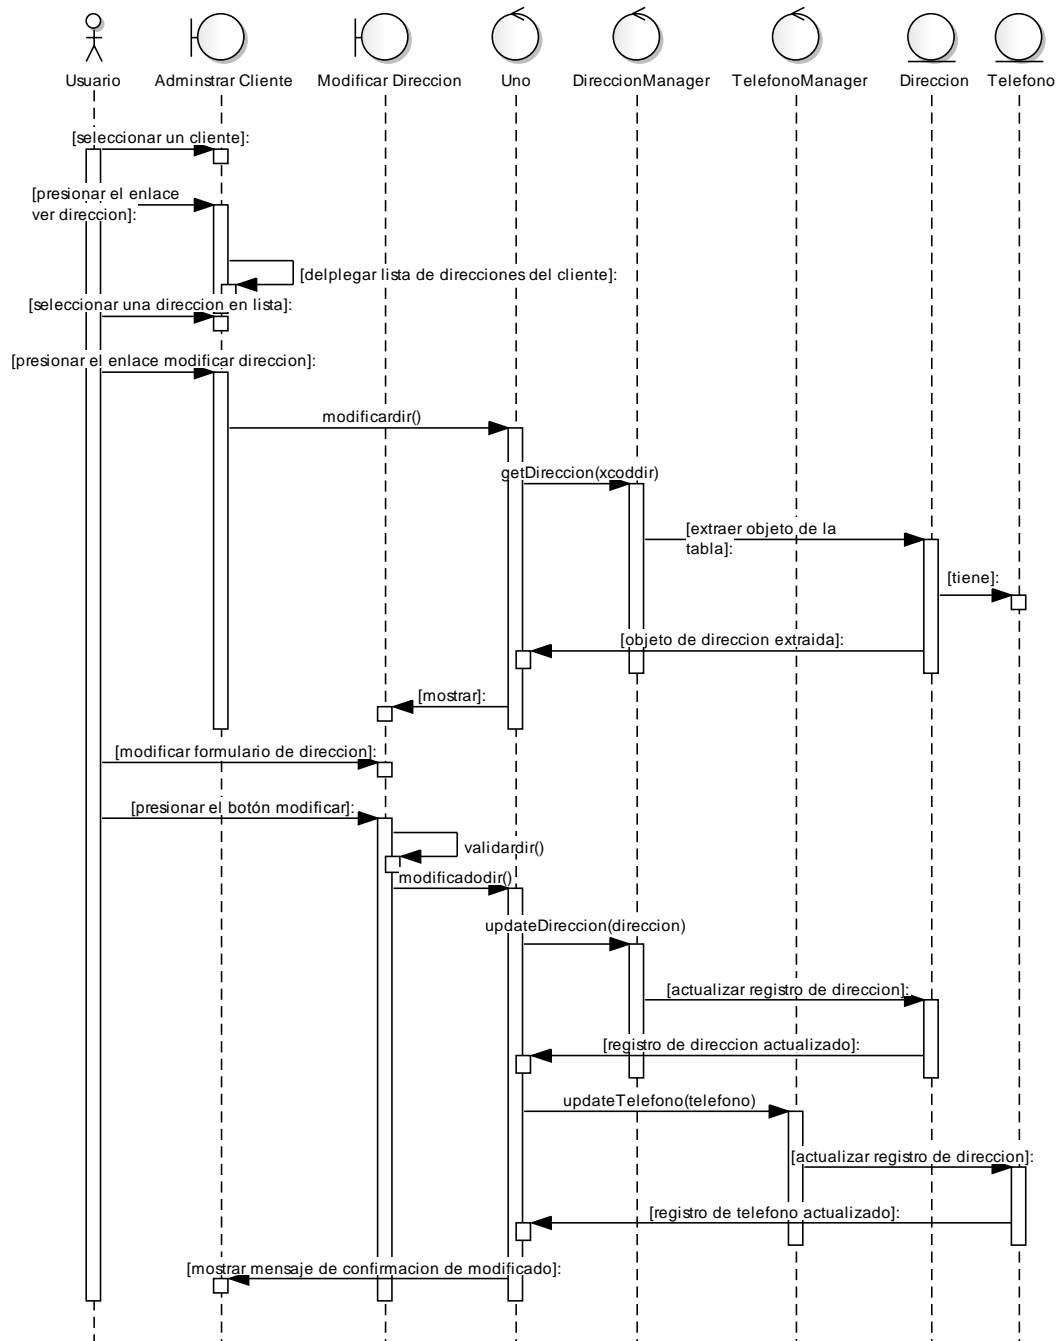 Usuario
Adminstrar Cliente
Modificar Direccion
Uno
DireccionManager
TelefonoManager
Direccion
Telefono
[seleccionar un cliente]:
[presionar el enlace
ver direccion]:
[delplegar lista de direcciones del cliente]:
[seleccionar una direccion en lista]:
[presionar el enlace modificar direccion]:
modificardir()
getDireccion(xcoddir)
[extraer objeto de la
tabla]:
[tiene]:
[objeto de direccion extraida]:
[mostrar]:
[modificar formulario de direccion]:
[presionar el botón modificar]:
validardir()
modificadodir()
updateDireccion(direccion)
[actualizar registro de direccion]:
[registro de direccion actualizado]:
updateTelefono(telefono)
[actualizar registro de direccion]:
[registro de telefono actualizado]:
[mostrar mensaje de confirmacion de modificado]: